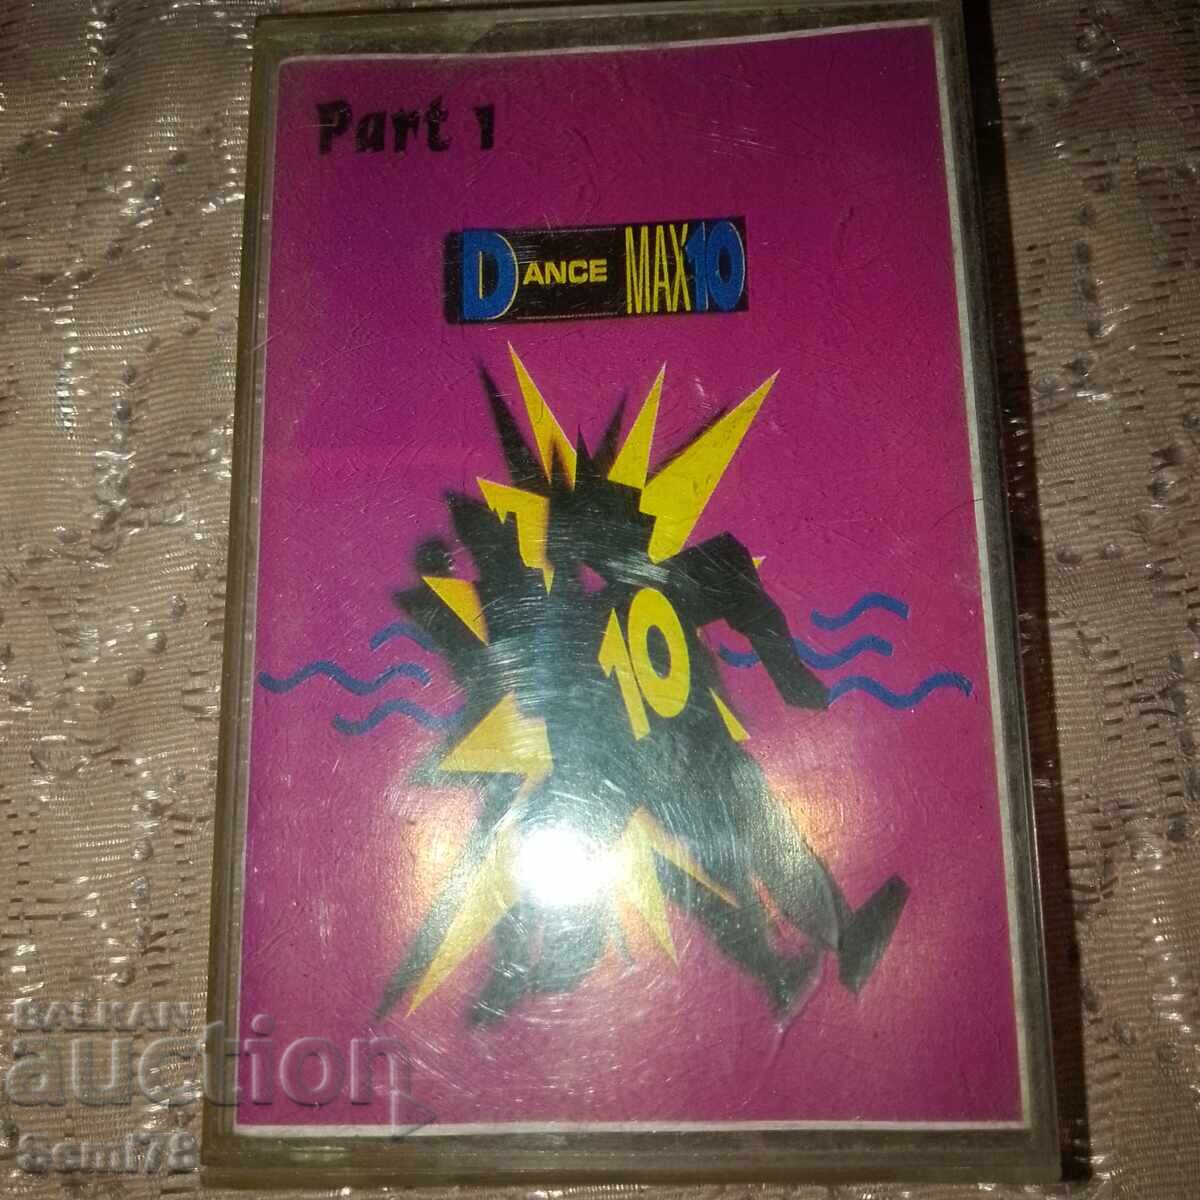 Part 1
DANCE MAX 10
10
BALKAN
auction
Semi78